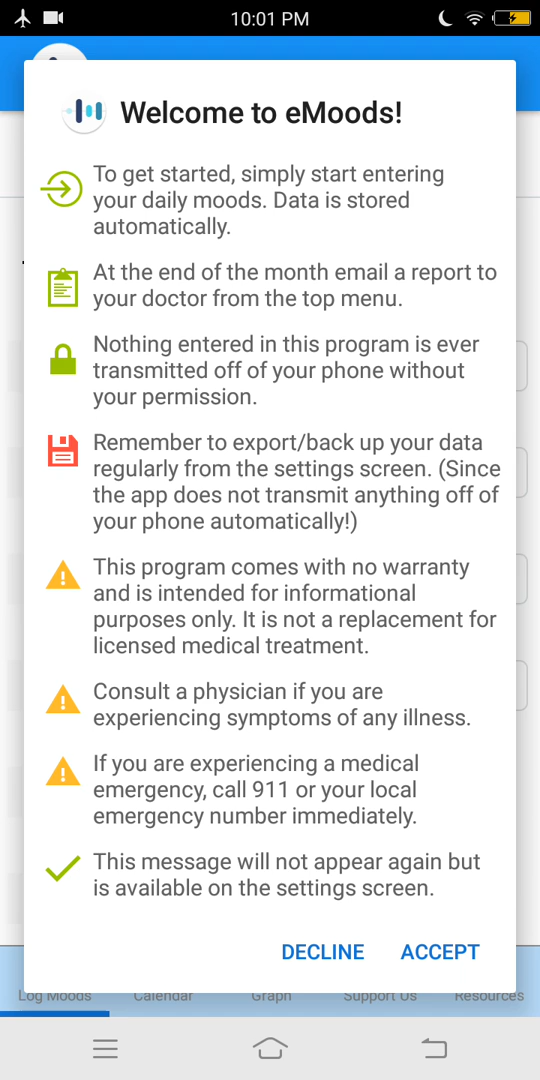 10:01 PM
Welcome to eMoods!
To get started, simply start entering
your daily moods. Data is stored
automatically.
At the end of the month email a report to
your doctor from the top menu.
Nothing entered in this program is ever
transmitted off of your phone without
your permission.
Remember to export/back up your data
regularly from the settings screen. (Since
the app does not transmit anything off of
your phone automatically!)
This program comes with no warranty
and is intended for informational
purposes only. It is not a replacement for
licensed medical treatment.
Consult a physician if you are
experiencing symptoms of any illness.
If you are experiencing a medical
emergency, call 911 or your local
emergency number immediately.
This message will not appear again but
is available on the settings screen.
DECLINE ACCEPT
Log Moods Calendar Graph Support Us Resources